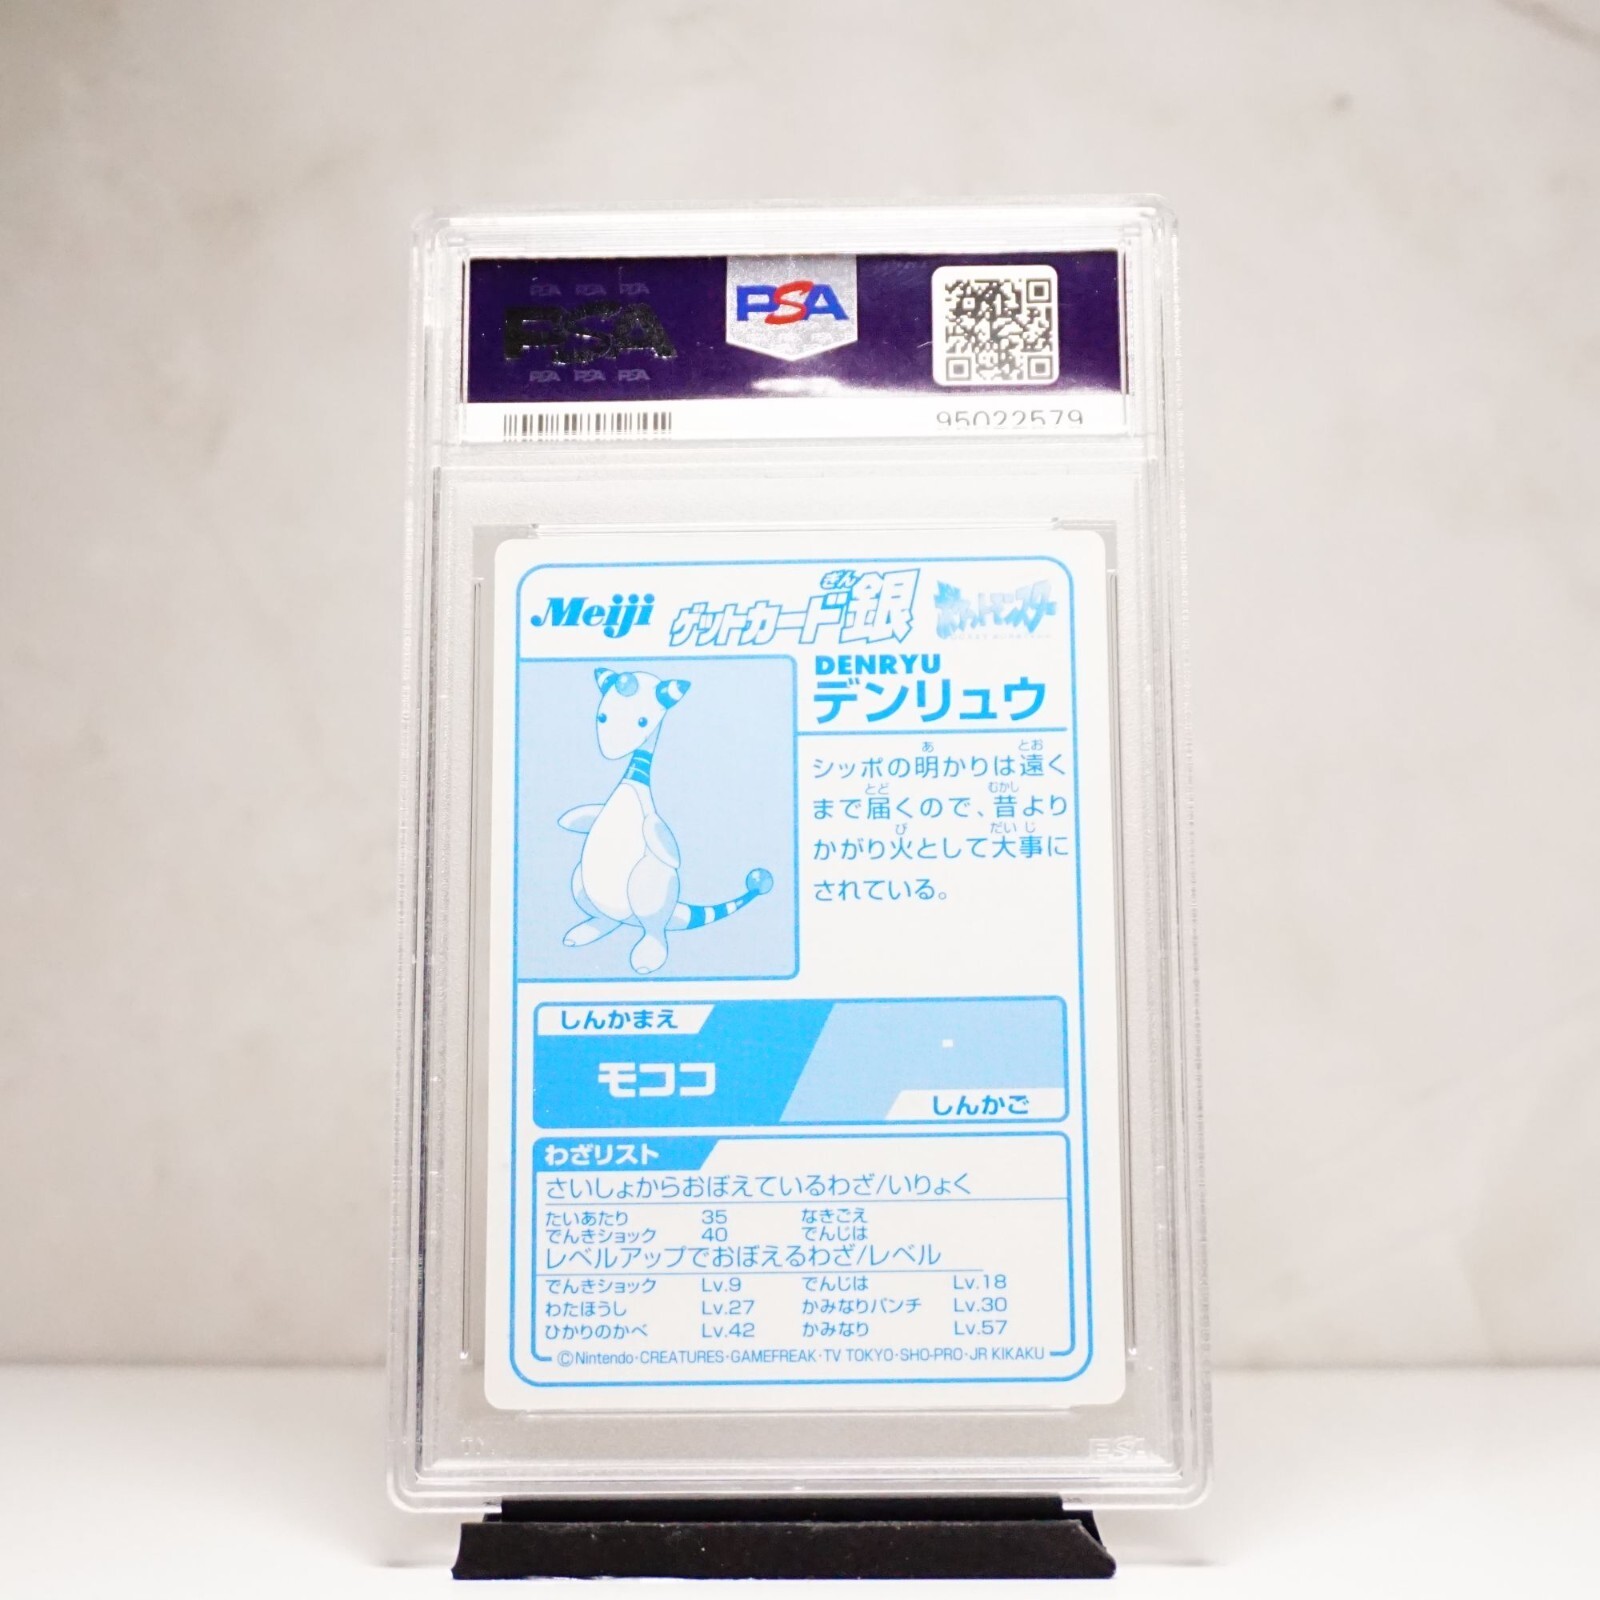 PSA PSA PSA
PSA
PSA PSA PSA
PSA
95022579
Meiji
ゲットカード銀
ぎん
ポケットモンスター
DENRYU
デンリュウ
シッポの明かりは遠く
あ とお
まで届くので、昔より
とど むかし
かがり火として大事に
び だいじ
されている。
しんかまえ
モココ
しんかご
わざリスト
さいしょからおぼえているわざ/いりょく
たいあたり 35 なきごえ
でんきショック 40 でんじは
レベルアップでおぼえるわざ/レベル
でんきショック Lv.9 でんじは Lv.18
わたほうし Lv.27 かみなりパンチ Lv.30
ひかりのかべ Lv.42 かみなり Lv.57
©Nintendo·CREATURES·GAMEFREAK·TV TOKYO·SHO-PRO·JR KIKAKU
PSA